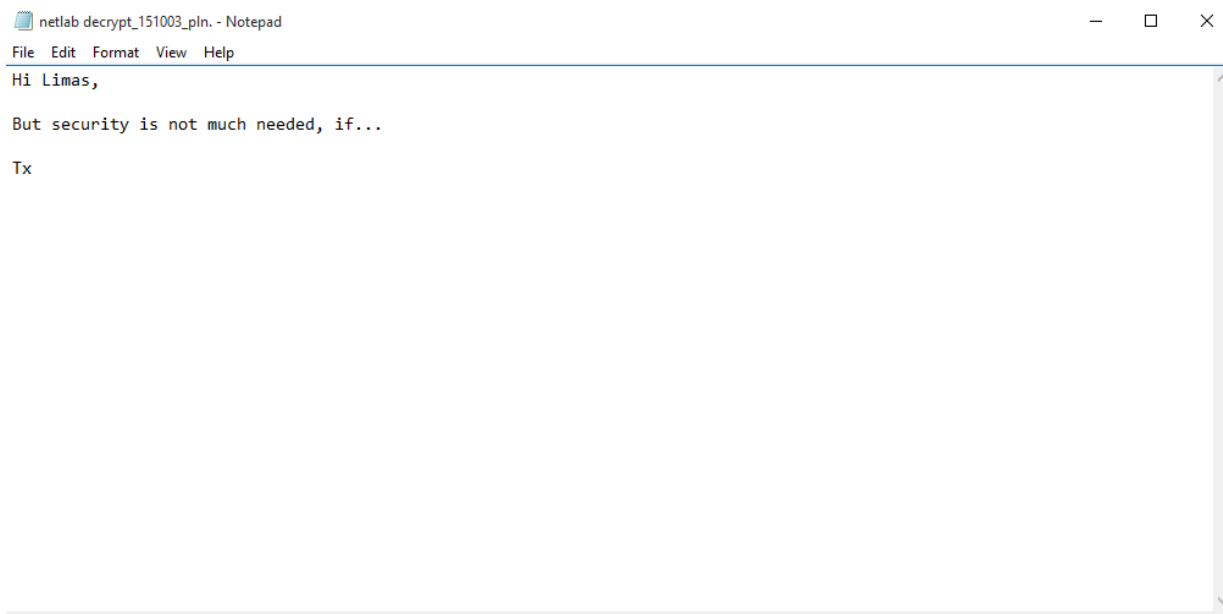 netlab decrypt_151003_pln. - Notepad
File Edit Format View Help
Hi Limas,
But security is not much needed, if...
Tx